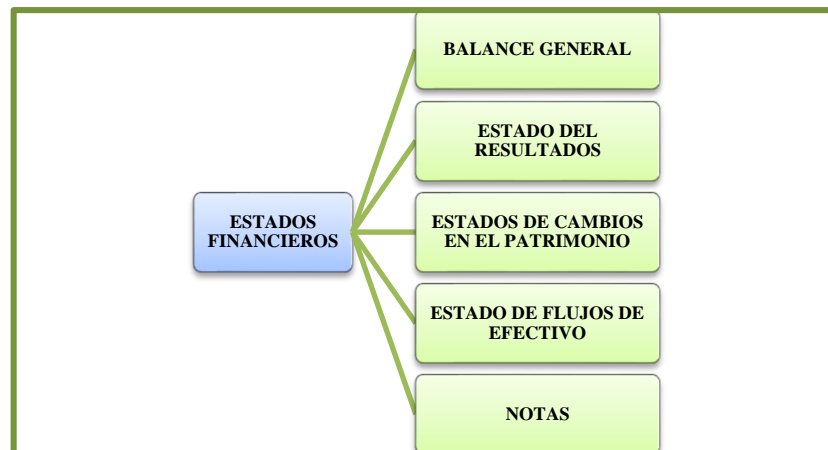 BALANCE GENERAL
ESTADO DEL
RESULTADOS
ESTADOS
FINANCIEROS
ESTADOS DE CAMBIOS
EN EL PATRIMONIO
ESTADO DE FLUJOS DE
EFECTIVO
NOTAS